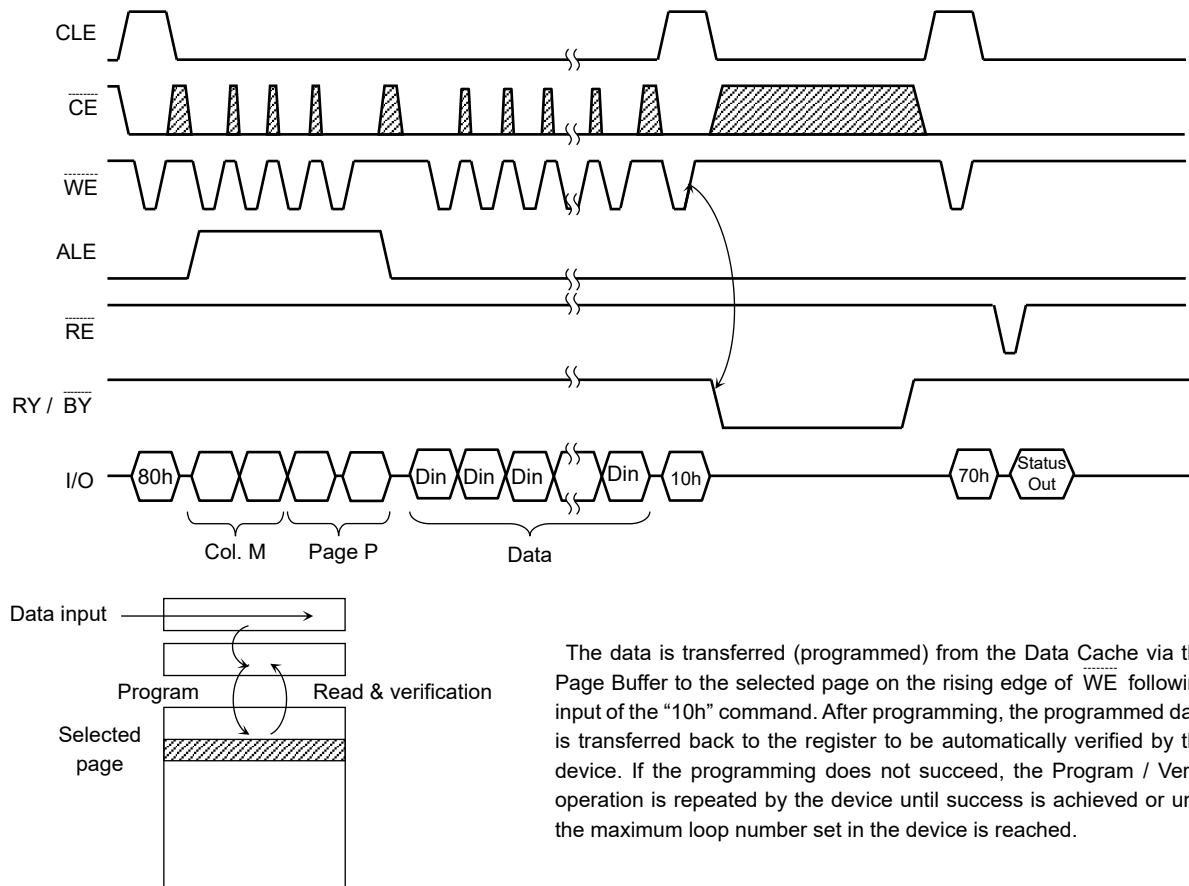 CLE
CE
WE
ALE
RE
RY / BY
I/O
80h
Din
Din
Din
Din
10h
70h
Status
Out
Col. M
Page P
Data
Data input
Program
Read & verification
Selected
page
The data is transferred (programmed) from the Data Cache via
Page Buffer to the selected page on the rising edge of WE
input of the “10h” command. After programming, the programmed
is transferred back to the register to be automatically verified by
device. If the programming does not succeed, the Program /
operation is repeated by the device until success is achieved or
the maximum loop number set in the device is reached.